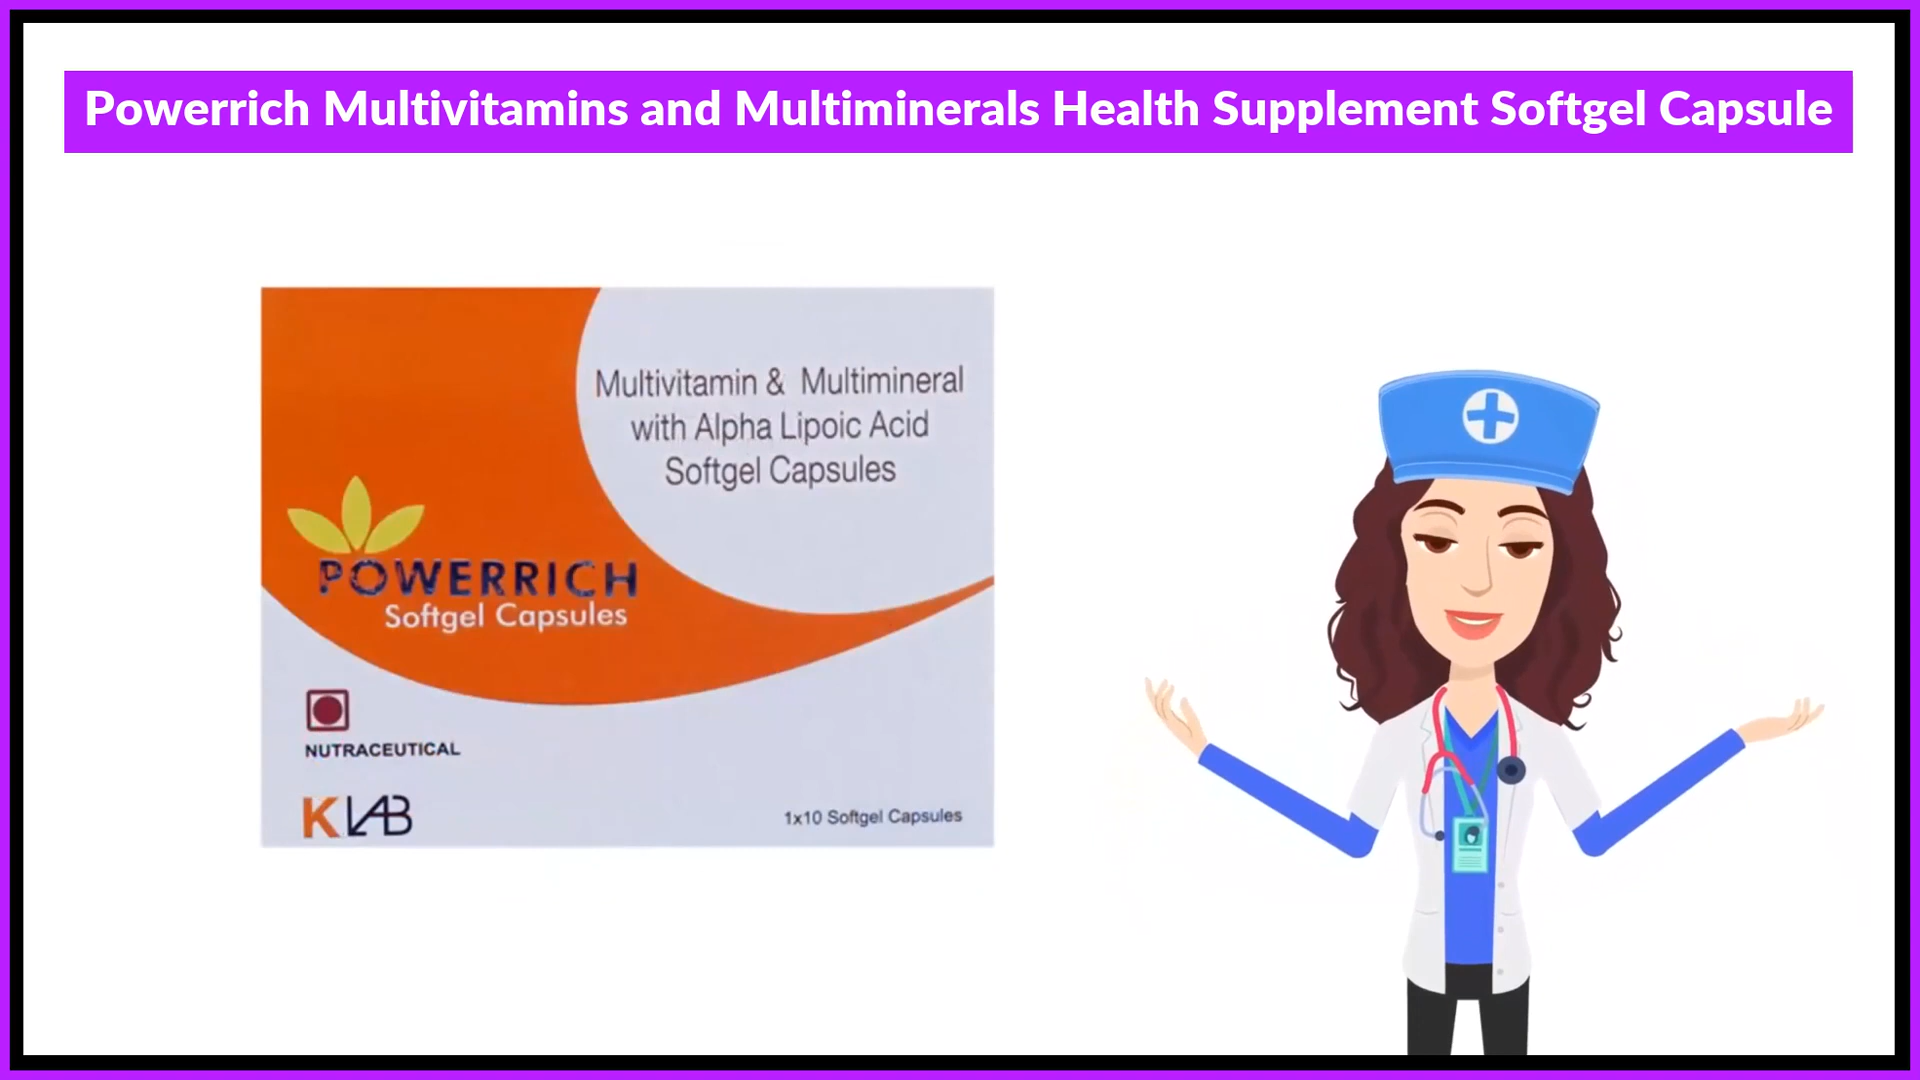 Powerrich Multivitamins and Multiminerals Health Supplement Softgel Capsule
Multivitamin & Multimineral
with Alpha Lipoic Acid
Softgel Capsules
POWERRICH
Softgel Capsules
NUTRACEUTICAL
KLAB
1x10 Softgel Capsules